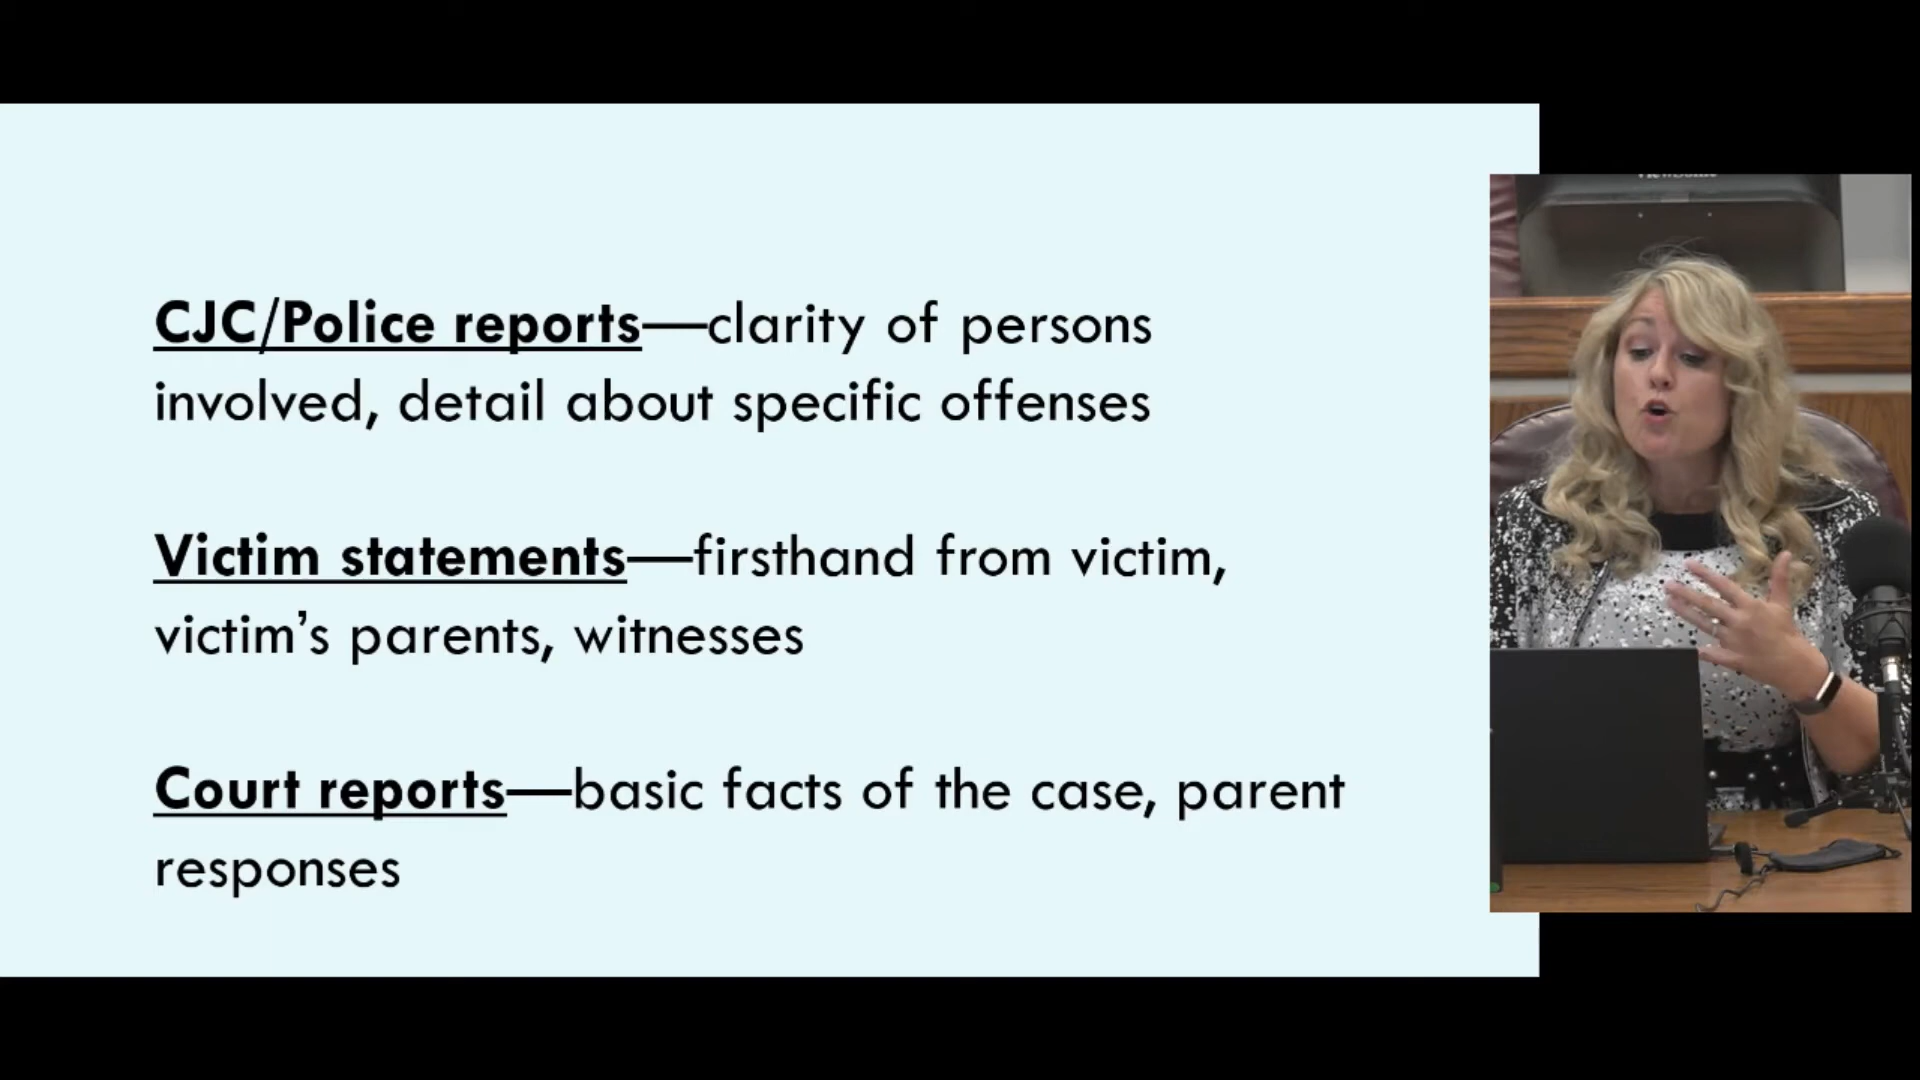 CJC/Police reports—clarity of persons
involved, detail about specific offenses
Victim statements—firsthand from victim,
victim’s parents, witnesses
Court reports—basic facts of the case, parent
responses